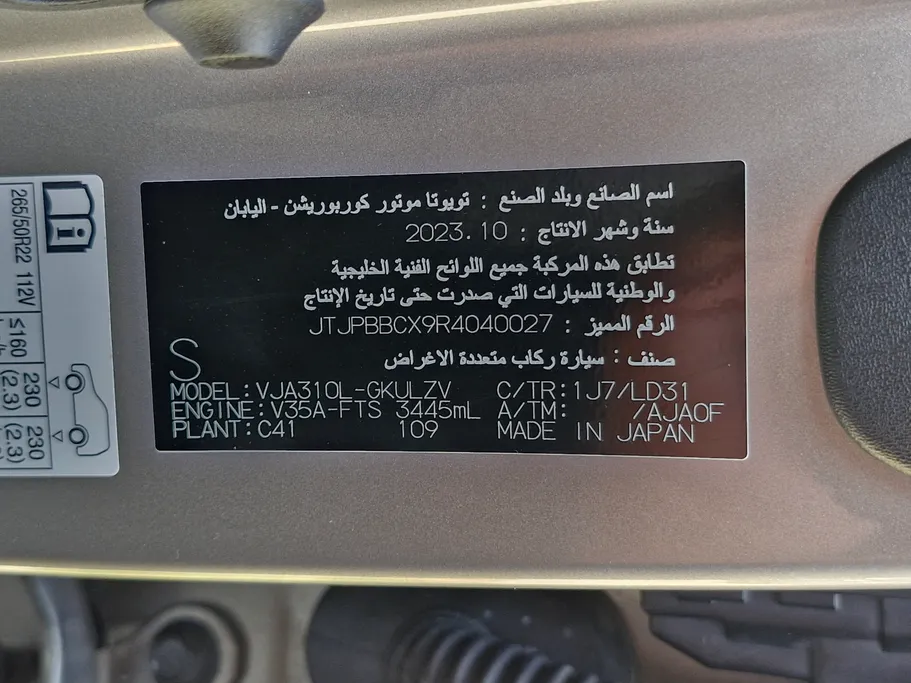 اسم الصانع وبلد الصنع : تويوتا موتور كوربوريشن - اليابان
سنة وشهر الانتاج : 2023.10
تطابق هذه المركبة جميع اللوائح الفنية الخليجية
والوطنية للسيارات التي صدرت حتى تاريخ الإنتاج
الرقم المميز : JTJPBBCX9R4040027
صنف : سيارة ركاب متعددة الاغراض
S
MODEL:VJA310L-GKULZV C/TR:1J7/LD31
ENGINE:V35A-FTS 3445mL A/TM: /AJA0F
PLANT:C41 109 MADE IN JAPAN
265/50R22 112V
≤160
230
(2.3)
230
(2.3)